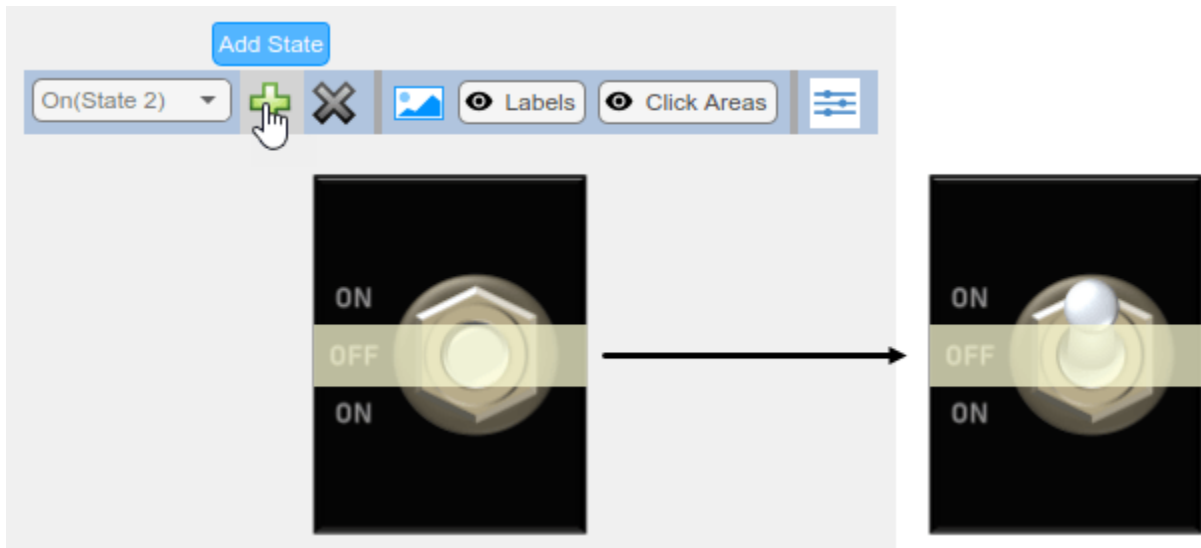 Add State
On(State 2)
Labels
Click Areas
ON
OFF
ON
ON
OFF
ON